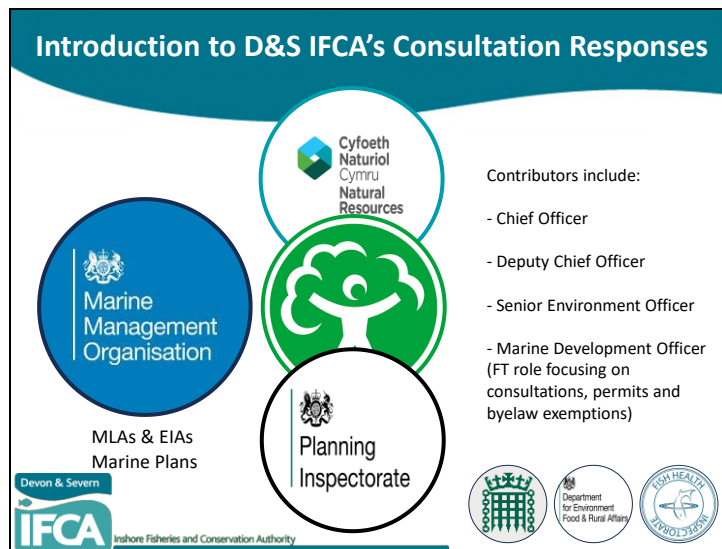 Introduction to D&S IFCA's Consultation Responses
Cyfoeth
Naturiol
Cymru
Natural
Resources
Marine
Management
Organisation
MLAs & EIAs
Marine Plans
Planning
Inspectorate
Contributors include:
- Chief Officer
- Deputy Chief Officer
- Senior Environment Officer
- Marine Development Officer
(FT role focusing on
consultations, permits and
byelaw exemptions)
Devon & Severn
IFCA
Inshore Fisheries and Conservation Authority
Department
for Environment
Food & Rural Affairs
FISH HEALTH
INSPECTORATE